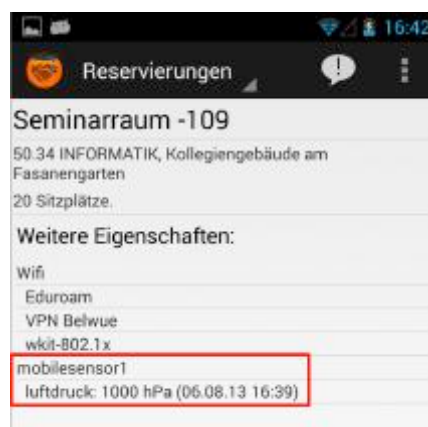 16:42
Reservierungen
Seminarraum -109
50.34 INFORMATIK, Kollegiengebäude am
Fasanengarten
20 Sitzplätze.
Weitere Eigenschaften:
Wifi
Eduroam
VPN Belwue
wkit-802.1x
mobilesensor1
luftdruck: 1000 hPa (06.08.13 16:39)